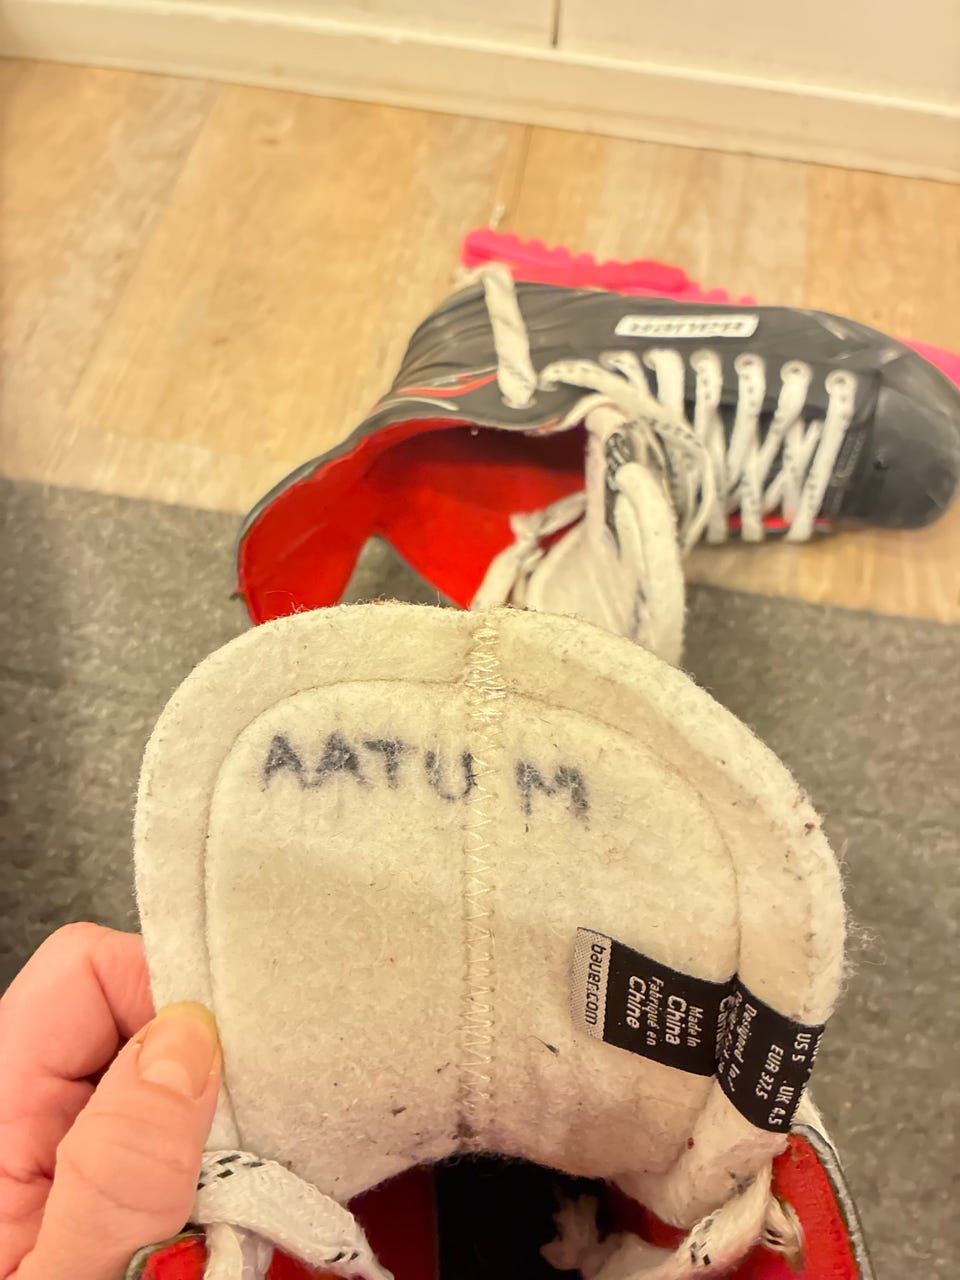 AATU M
bauer.com
Made In
China
Fabriqué en
Chine
Designed In /
US 5 UK 4.5
EUR 37.5